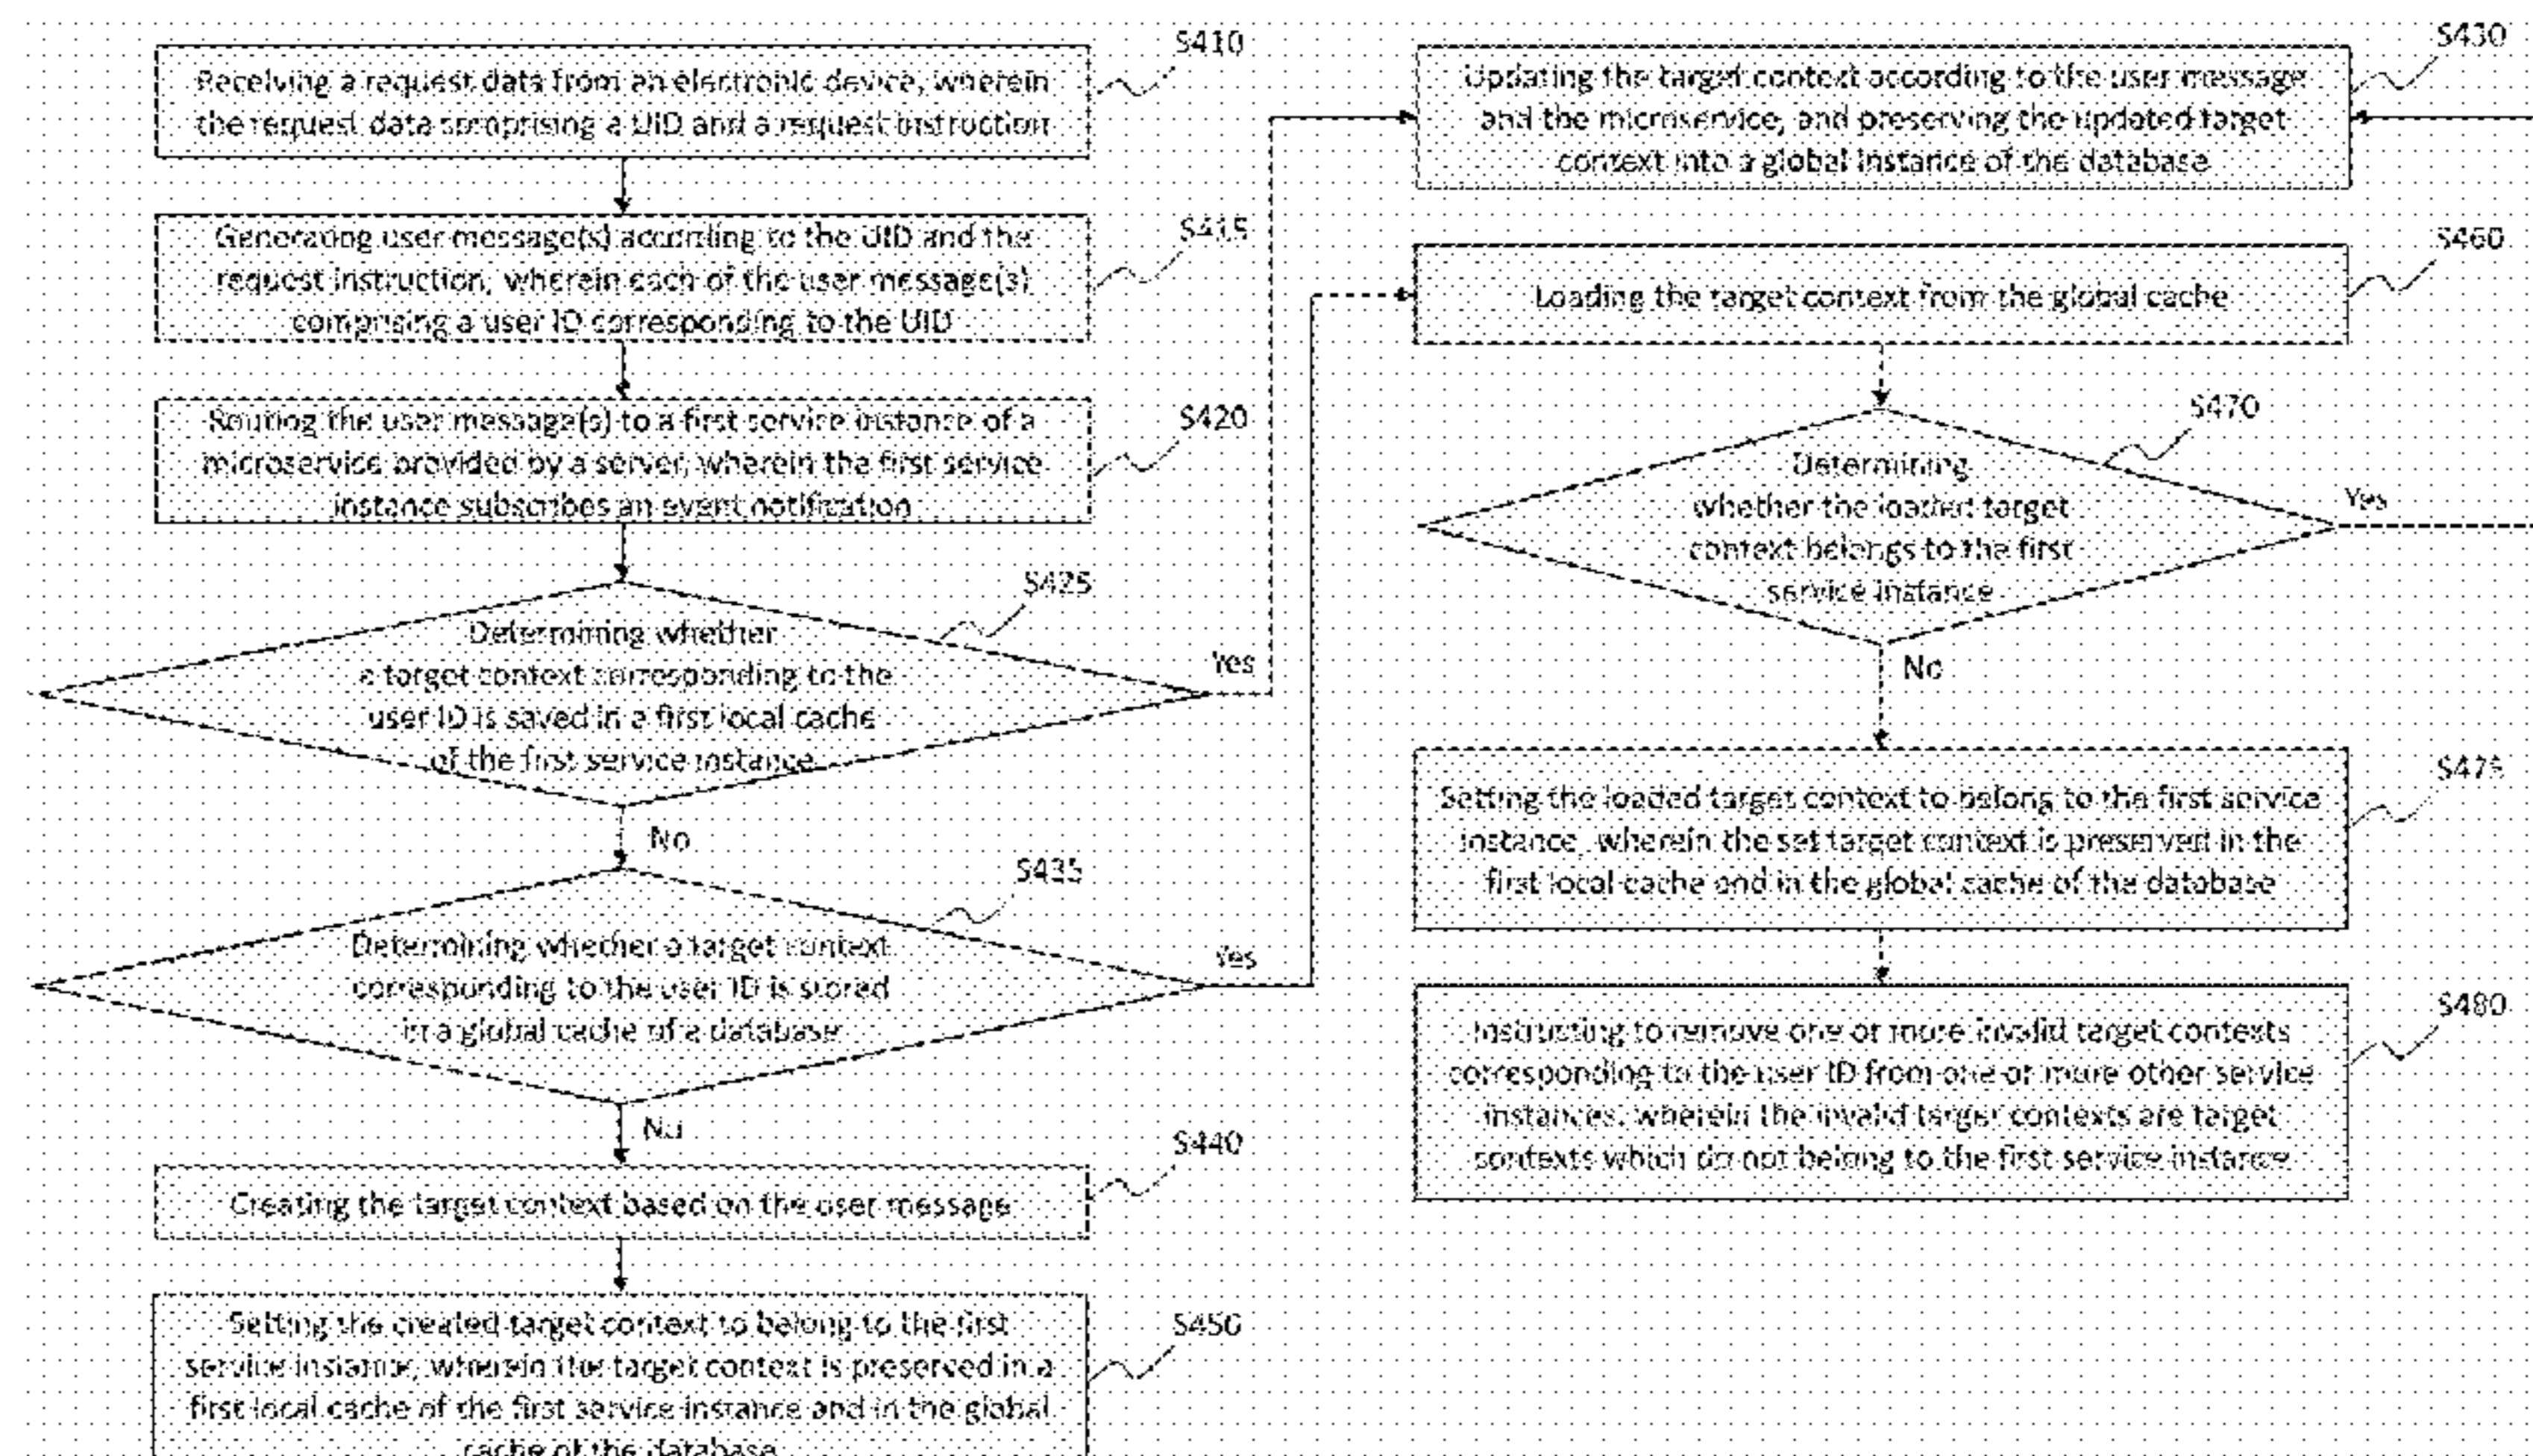 S410
Receiving a request data from an electronic device, wherein
the request data comprising a UID and a request instruction
S415
Generating user message(s) according to the UID and the
request instruction, wherein each of the user message(s)
comprising a user ID corresponding to the UID
S420
Routing the user message(s) to a first service instance of a
microservice provided by a server, wherein the first service
instance subscribes an event notification
S425
Determining whether
a target context corresponding to the
user ID is saved in a first local cache
of the first service instance
Yes
No
S435
Determining whether a target context
corresponding to the user ID is stored
in a global cache of a database
Yes
No
S440
Creating the target context based on the user message
S450
Setting the created target context to belong to the first
service instance, wherein the target context is preserved in a
first local cache of the first service instance and in the global
cache of the database
S430
Updating the target context according to the user message
and the microservice, and preserving the updated target
context into a global instance of the database
S460
Loading the target context from the global cache
S470
Determining
whether the loaded target
context belongs to the first
service instance
Yes
No
S475
Setting the loaded target context to belong to the first service
instance, wherein the set target context is preserved in the
first local cache and in the global cache of the database
S480
Instructing to remove one or more invalid target contexts
corresponding to the user ID from one or more other service
instances, wherein the invalid target contexts are target
contexts which do not belong to the first service instance